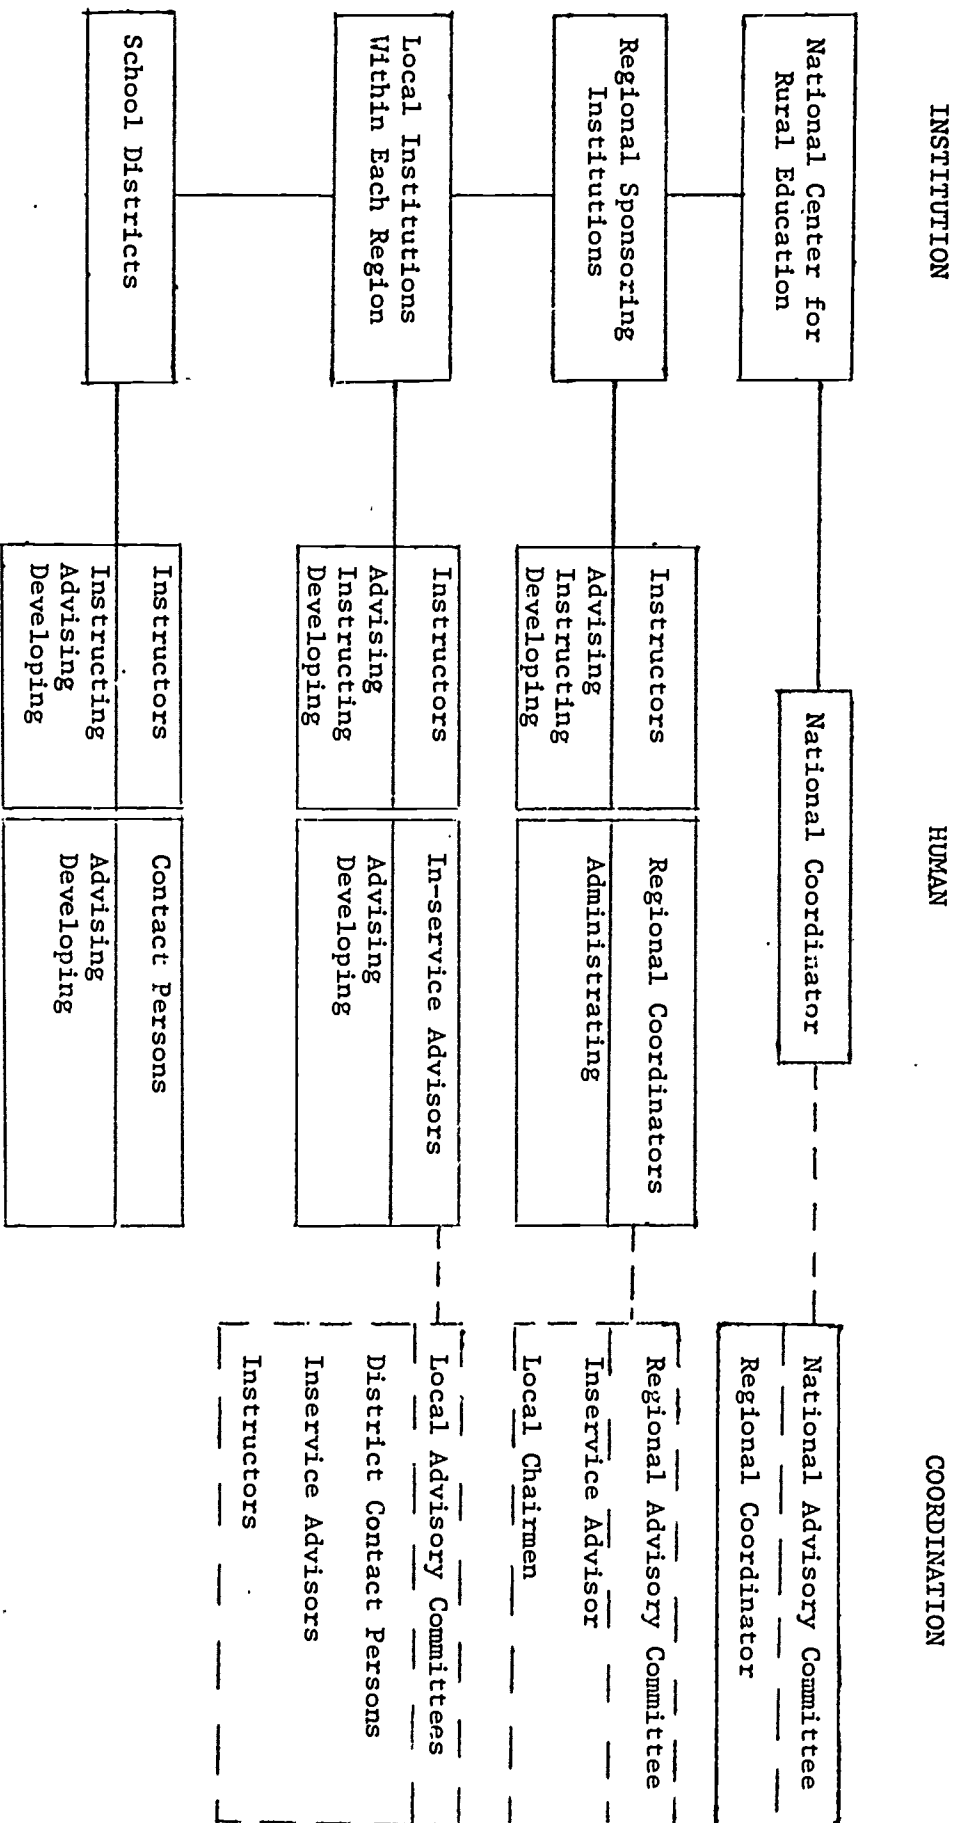 INSTITUTION
HUMAN
COORDINATION
National Center for
Rural Education
National Coordinator
National Advisory Committee
Regional Coordinator
Regional Sponsoring
Institutions
Instructors
Advising
Instructing
Developing
Regional Coordinators
Administrating
Regional Advisory Committee
Inservice Advisor
Local Chairmen
Local Institutions
Within Each Region
Instructors
Advising
Instructing
Developing
In-service Advisors
Advising
Developing
Local Advisory Committees
District Contact Persons
Inservice Advisors
Instructors
School Districts
Instructors
Instructing
Advising
Developing
Contact Persons
Advising
Developing